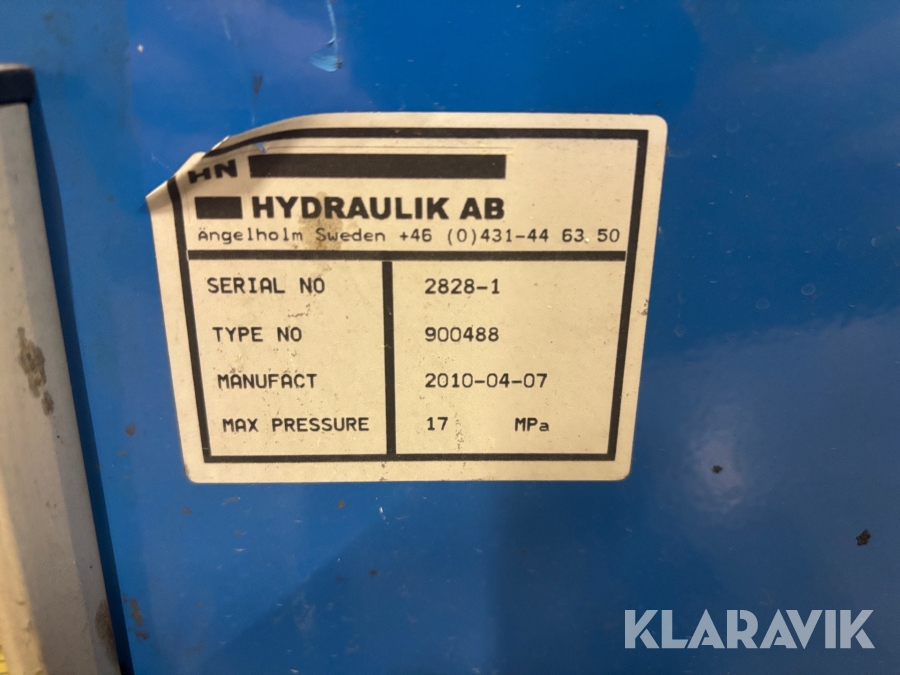 HN
HYDRAULIK AB
Ängelholm Sweden +46 (0)431-44 63 50
SERIAL NO 2828-1
TYPE NO 900488
MANUFACT 2010-04-07
MAX PRESSURE 17 MPa
KLARAVIK